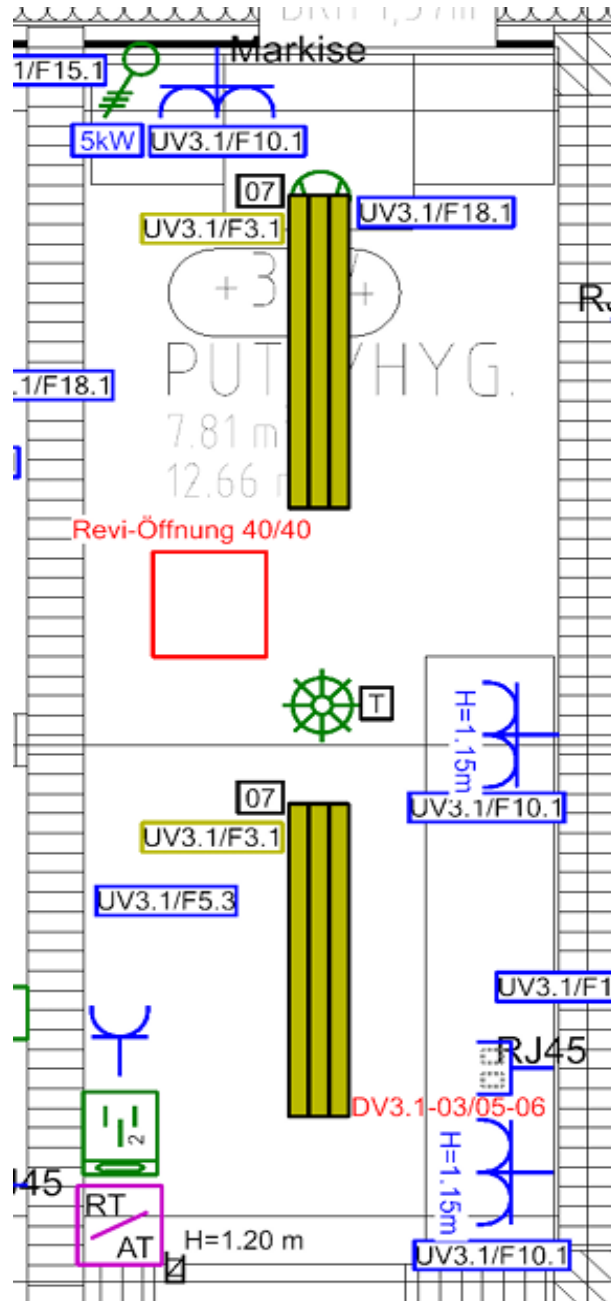 Markise
1/F15.1
5kW
UV3.1/F10.1
07
UV3.1/F18.1
UV3.1/F3.1
+3
+
.1/F18.1
7.81 m
12.66
Revi-Öffnung 40/40
T
H=1.15m
UV3.1/F10.1
07
UV3.1/F3.1
UV3.1/F5.3
UV3.1/F1
RJ45
DV3.1-03/05-06
2
H=1.15m
J45
RT
AT
H=1.20 m
UV3.1/F10.1